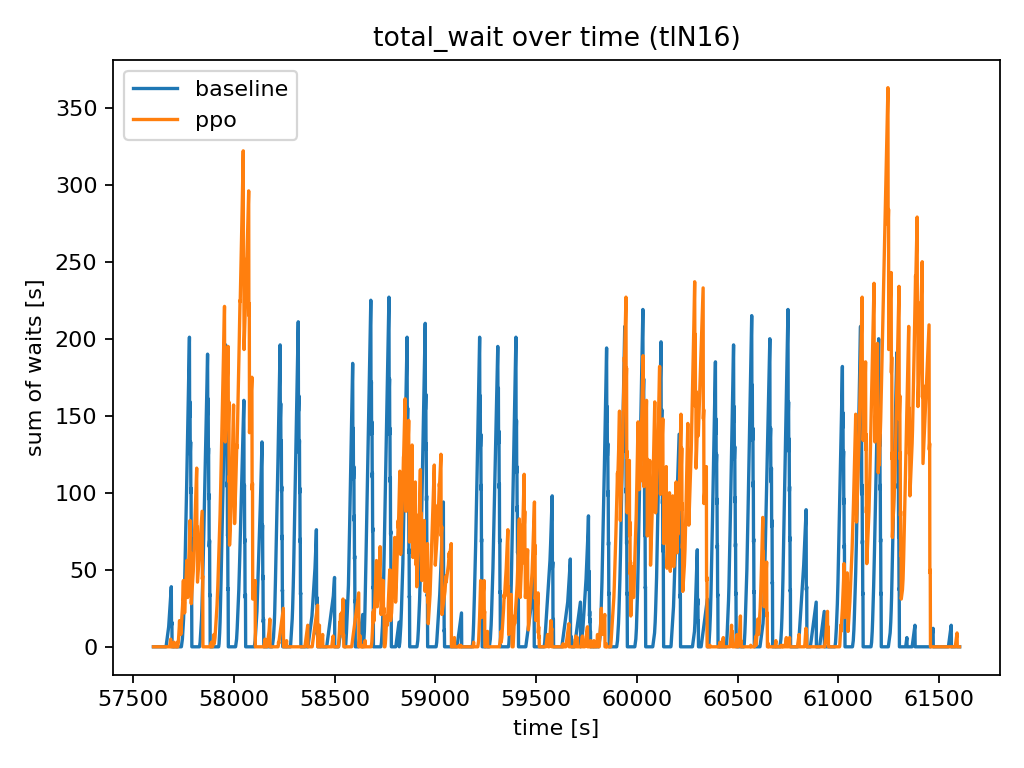 total_wait over time (tlN16)
baseline
ppo
350
300
250
200
150
100
50
0
sum of waits [s]
57500 58000 58500 59000 59500 60000 60500 61000 61500
time [s]